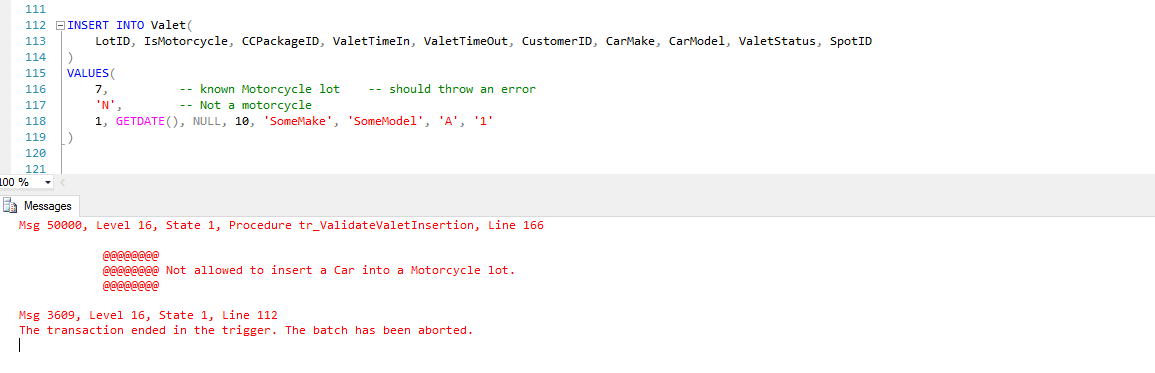 111
112 INSERT INTO Valet(
113 LotID, IsMotorcycle, CCPackageID, ValetTimeIn, ValetTimeOut, CustomerID, CarMake, CarModel, ValetStatus, SpotID
114 )
115 VALUES(
116 7, -- known Motorcycle lot -- should throw an error
117 'N', -- Not a motorcycle
118 1, GETDATE(), NULL, 10, 'SomeMake', 'SomeModel', 'A', '1'
119 )
120
121
100 %
Messages
Msg 50000, Level 16, State 1, Procedure tr_ValidateValetInsertion, Line 166
@@@@@@@@
@@@@@@@@ Not allowed to insert a Car into a Motorcycle lot.
@@@@@@@@
Msg 3609, Level 16, State 1, Line 112
The transaction ended in the trigger. The batch has been aborted.